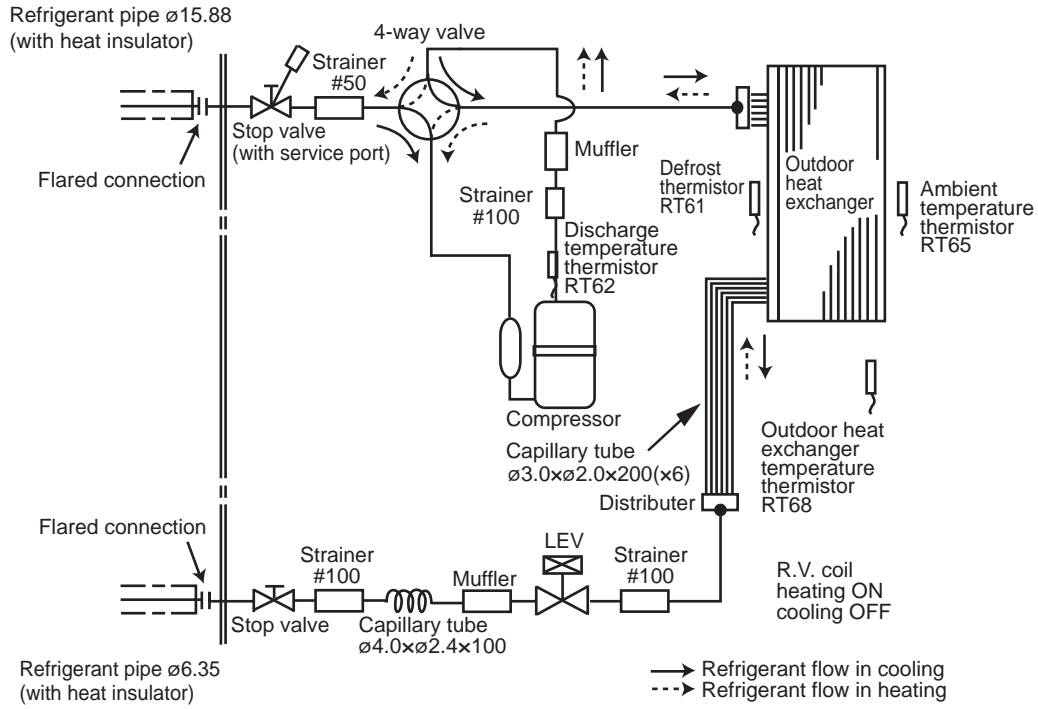 Refrigerant pipe ø15.88
(with heat insulator)
4-way valve
Strainer
#50
Stop valve
(with service port)
Flared connection
Muffler
Strainer
#100
Discharge
temperature
thermistor
RT62
Defrost
thermistor
RT61
Outdoor
heat
exchanger
Ambient
temperature
thermistor
RT65
Compressor
Capillary tube
ø3.0×ø2.0×200(×6)
Outdoor heat
exchanger
temperature
thermistor
RT68
Distributer
Flared connection
Strainer
#100
Muffler
LEV
Strainer
#100
R.V. coil
heating ON
cooling OFF
Stop valve
Capillary tube
ø4.0×ø2.4×100
Refrigerant pipe ø6.35
(with heat insulator)
Refrigerant flow in cooling
Refrigerant flow in heating